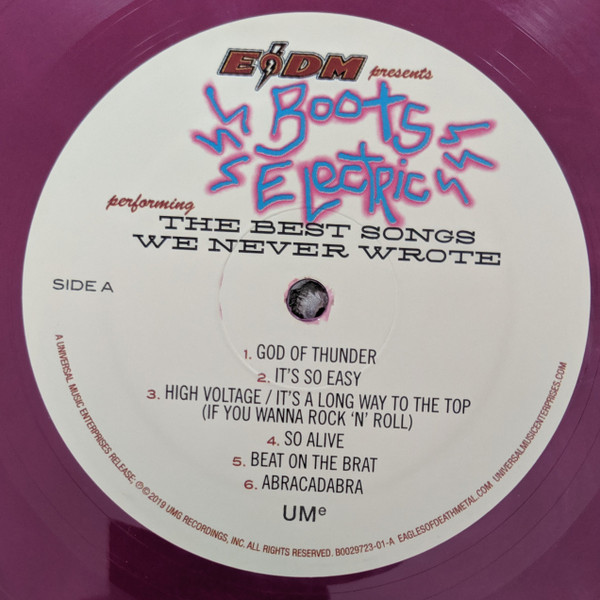 EODM presents
Boots
Electric
performing
THE BEST SONGS
WE NEVER WROTE
SIDE A
1. GOD OF THUNDER
2. IT'S SO EASY
3. HIGH VOLTAGE / IT'S A LONG WAY TO THE TOP
(IF YOU WANNA ROCK 'N' ROLL)
4. SO ALIVE
5. BEAT ON THE BRAT
6. ABRACADABRA
UMe
A UNIVERSAL MUSIC ENTERPRISES RELEASE; ℗©2019 UMG RECORDINGS, INC. ALL RIGHTS RESERVED. B0029723-01-A EAGLESOFDEATHMETAL.COM UNIVERSALMUSICENTERPRISES.COM